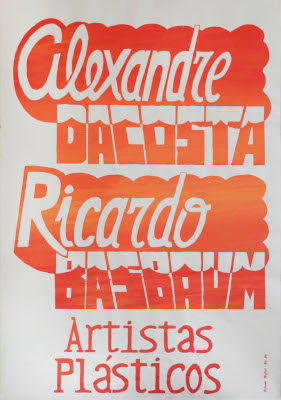 Alexandre
DACOSTA
Ricardo
BASBAUM
Artistas
Plásticos